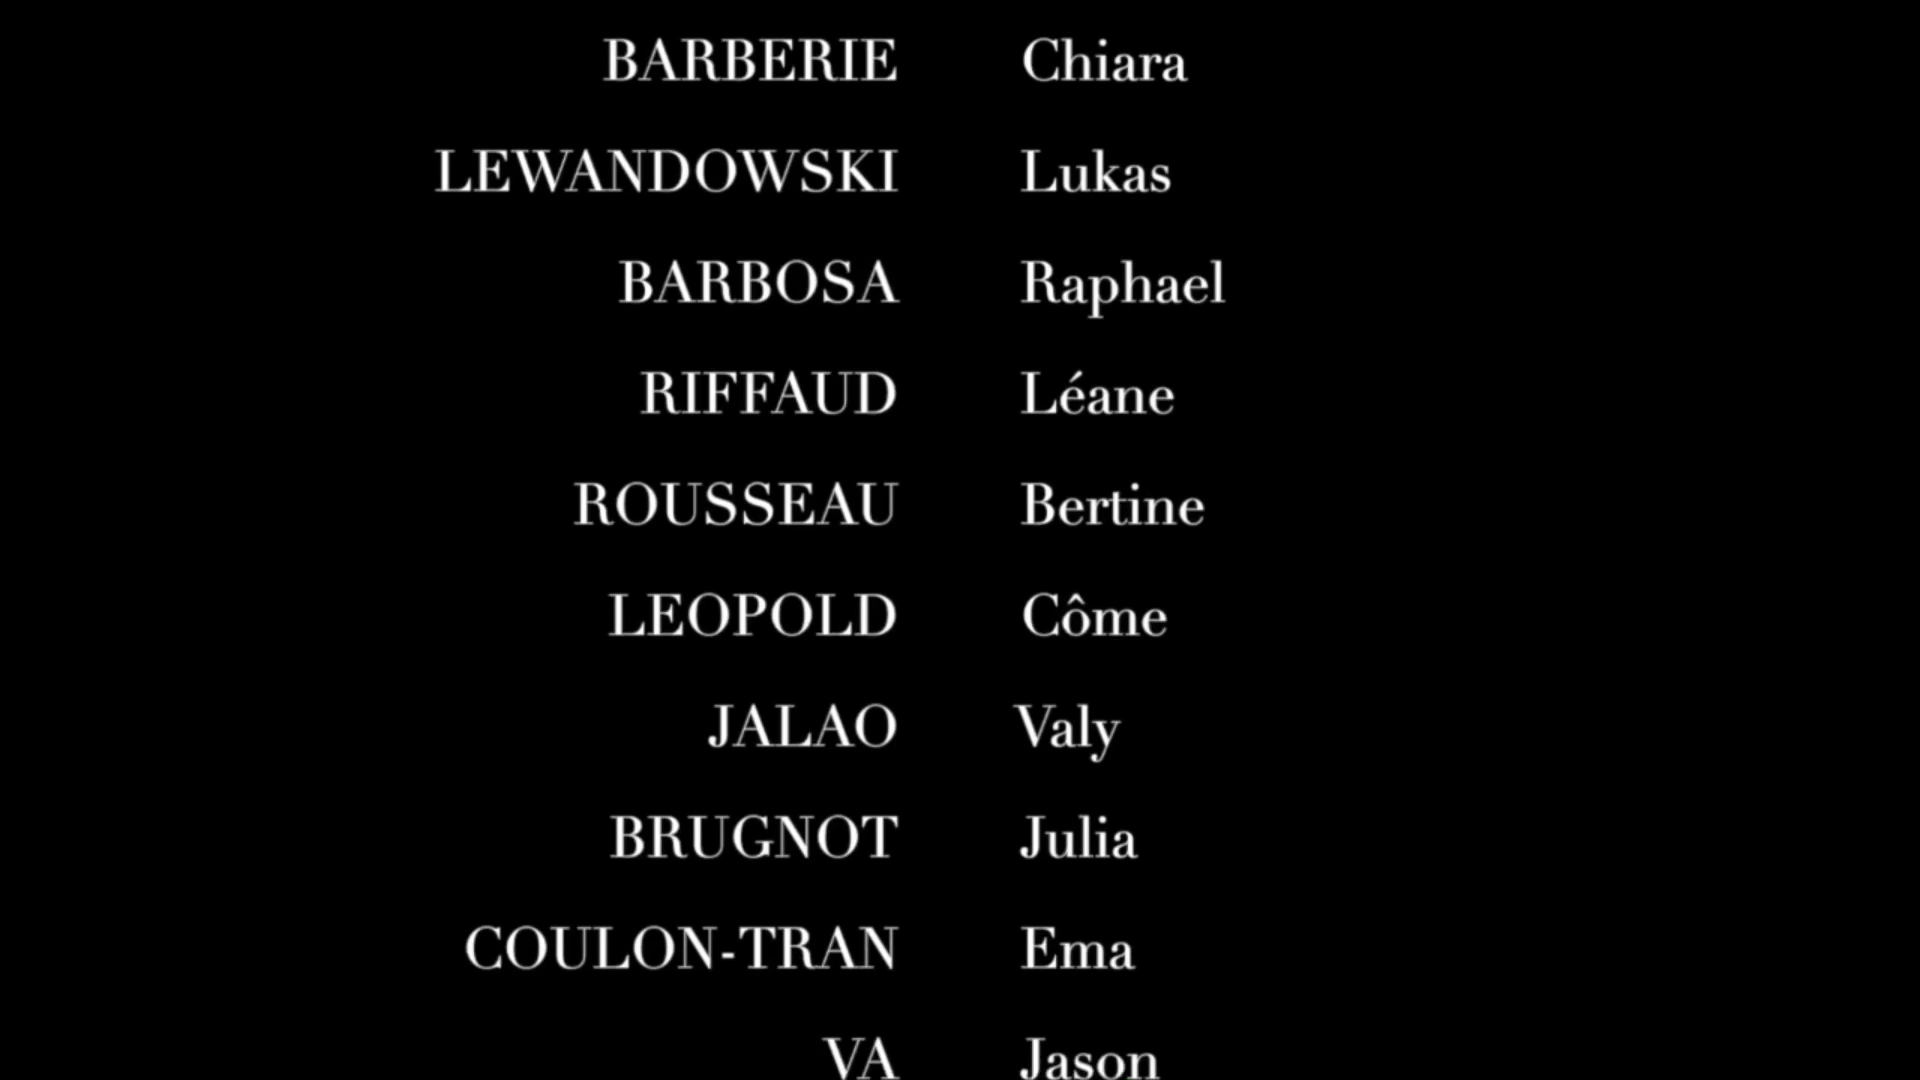 BARBERIE Chiara
LEWANDOWSKI Lukas
BARBOSA Raphael
RIFFAUD Léane
ROUSSEAU Bertine
LEOPOLD Côme
JALAO Valy
BRUGNOT Julia
COULON-TRAN Ema
VA Jason